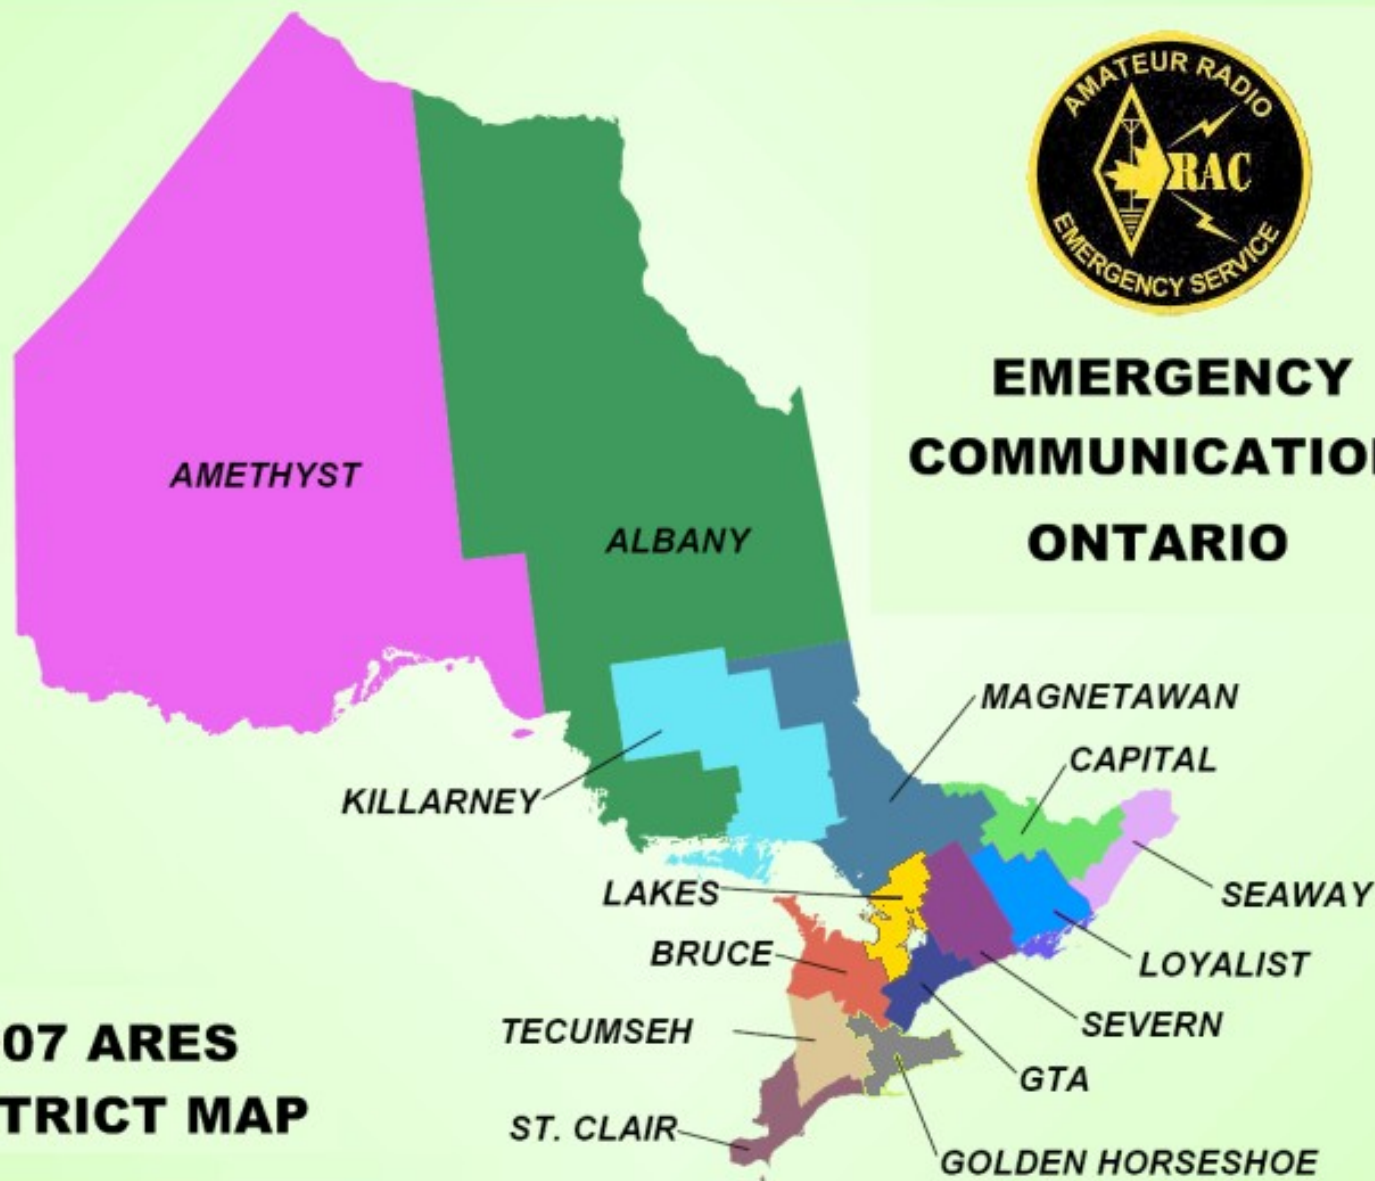 AMATEUR RADIO
RAC
EMERGENCY SERVICE
EMERGENCY
COMMUNICATIO
ONTARIO
AMETHYST
ALBANY
MAGNETAWAN
CAPITAL
KILLARNEY
SEAWAY
LAKES
BRUCE
LOYALIST
TECUMSEH
SEVERN
07 ARES
GTA
TRICT MAP
ST. CLAIR
GOLDEN HORSESHOE